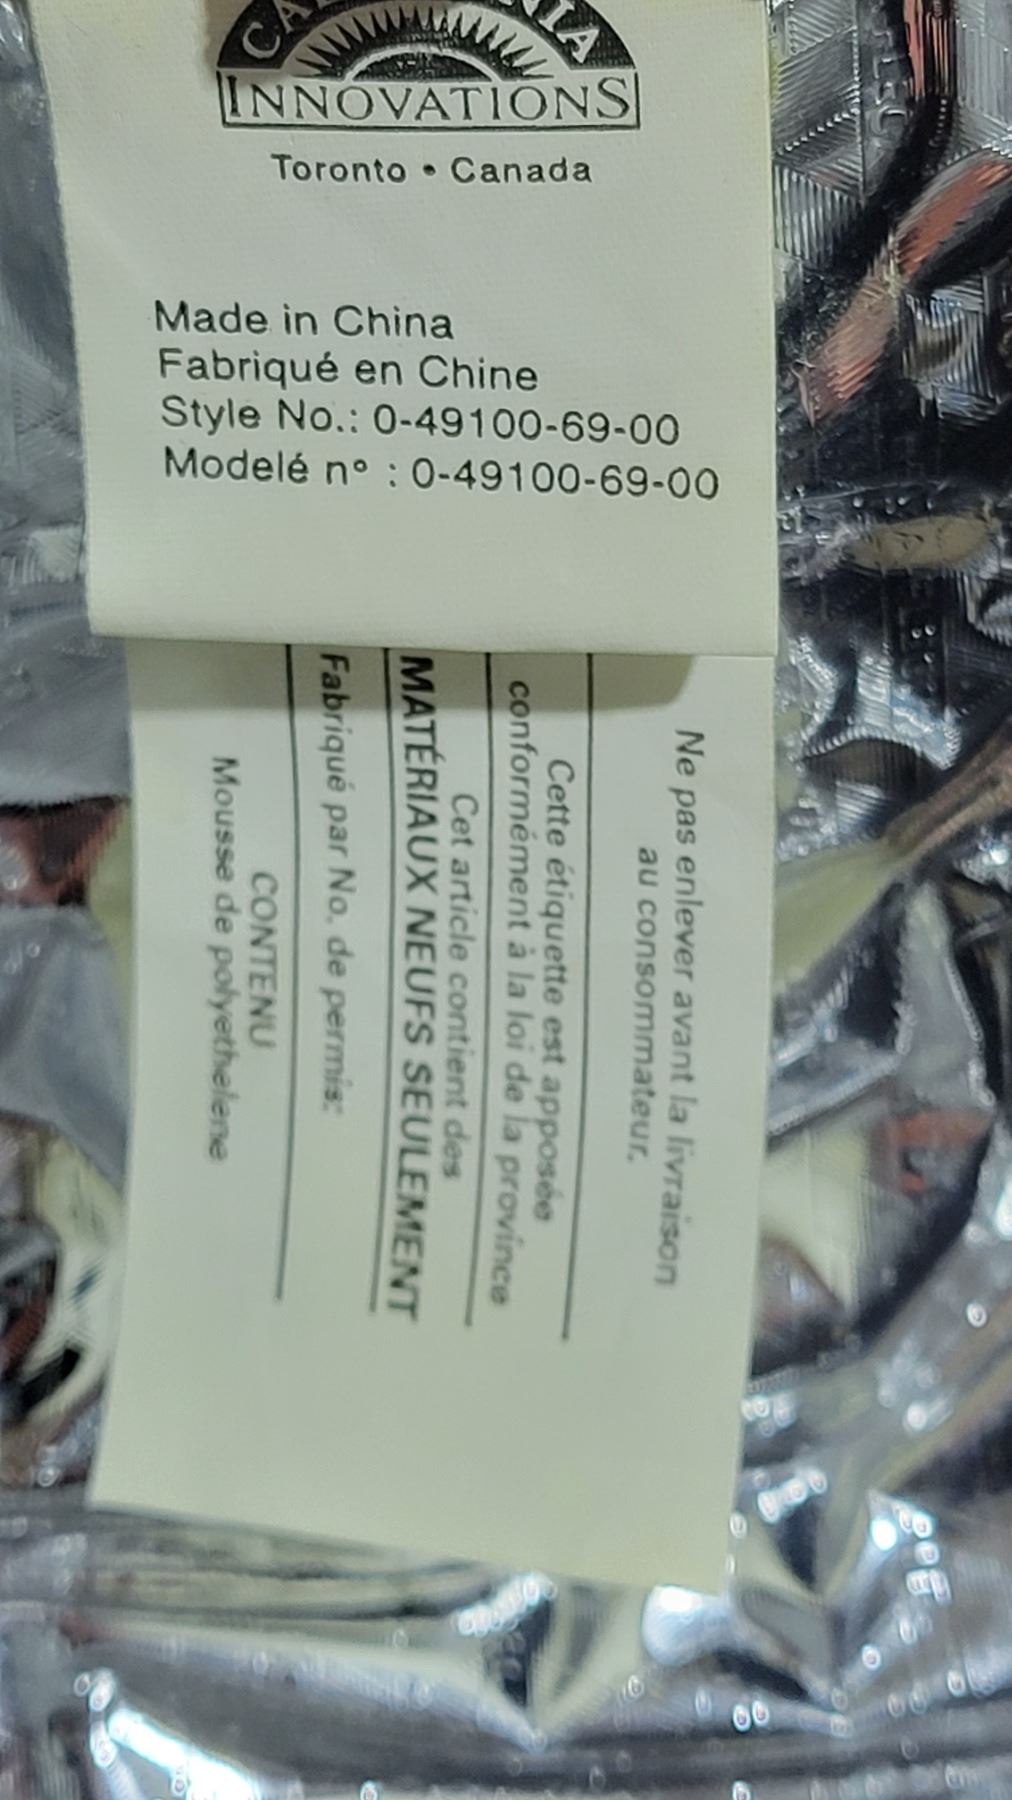 INNOVATIONS
Toronto • Canada
Made in China
Fabriqué en Chine
Style No.: 0-49100-69-00
Modelé nº : 0-49100-69-00
Ne pas enlever avant la livraison
au consommateur.
Cette étiquette est apposée
conformément à la loi de la province
Cet article contient des
MATÉRIAUX NEUFS SEULEMENT
Fabriqué par No. de permis:
CONTENU
Mousse de polyethelene